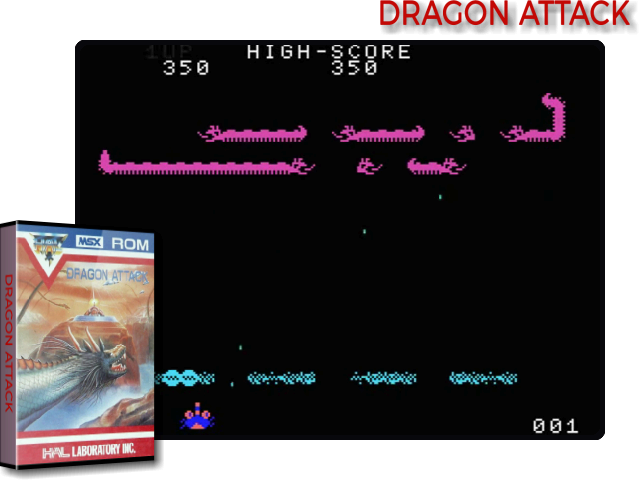 DRAGON ATTACK
1UP HIGH-SCORE
350 350
MSX ROM
DRAGON ATTACK
DRAGON ATTACK
HAL LABORATORY INC.
001